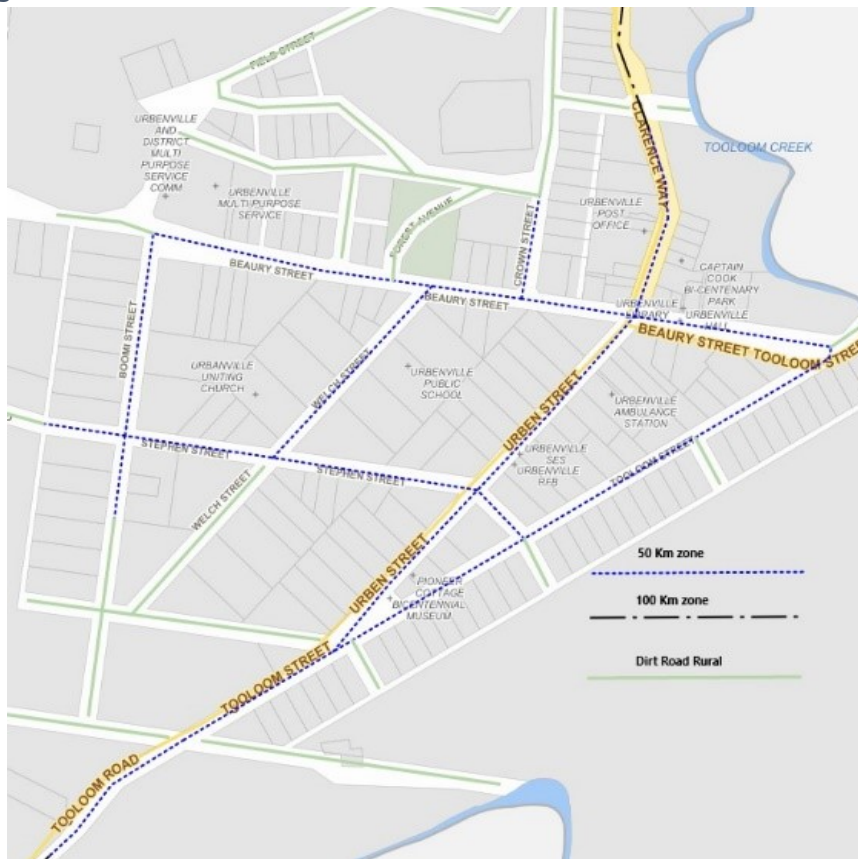 FIELD STREET
CLARENCE WAY
URBENVILLE
AND
DISTRICT
MULTI
PURPOSE
SERVICE
COMM
TOOLOOM CREEK
URBENVILLE
MULTI PURPOSE
SERVICE
URBENVILLE
POST
OFFICE
FOREST AVENUE
CROWN STREET
BEAURY STREET
CAPTAIN
COOK
BI-CENTENARY
PARK
BEAURY STREET
URBENVILLE
LIBRARY
URBENVILLE
HALL
BEAURY STREET TOOLOOM STREET
BOOMI STREET
URBANVILLE
UNITING
CHURCH
WELCH STREET
URBENVILLE
PUBLIC
SCHOOL
URBEN STREET
URBENVILLE
AMBULANCE
STATION
STEPHEN STREET
STEPHEN STREET
URBENVILLE
SES
URBENVILLE
RFB
TOOLOOM STREET
WELCH STREET
URBEN STREET
50 Km zone
PIONEER
COTTAGE
BICENTENNIAL
MUSEUM
100 Km zone
Dirt Road Rural
TOOLOOM STREET
TOOLOOM ROAD